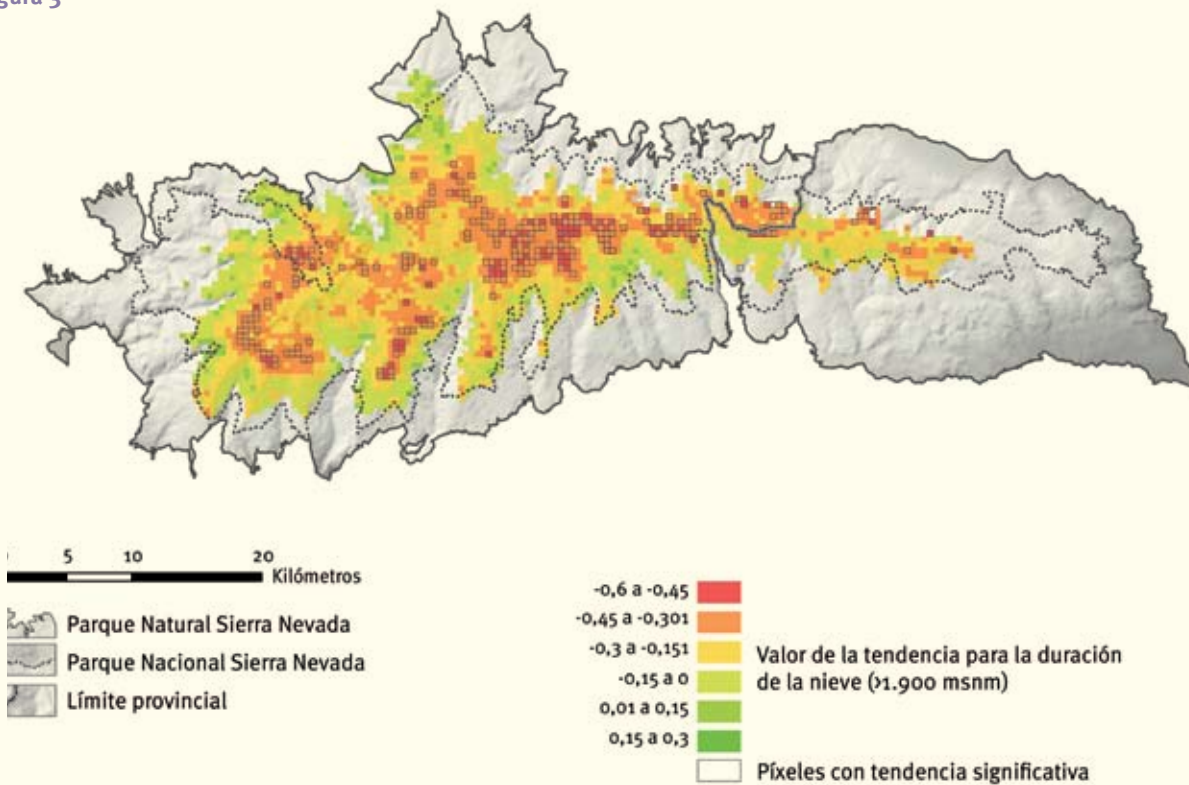 gura 3
5 10 20
Kilómetros
Parque Natural Sierra Nevada
Parque Nacional Sierra Nevada
Límite provincial
-0,6 a -0,45
-0,45 a -0,301
-0,3 a -0,151
-0,15 a 0
0,01 a 0,15
0,15 a 0,3
Valor de la tendencia para la duración
de la nieve (>1.900 msnm)
Píxeles con tendencia significativa